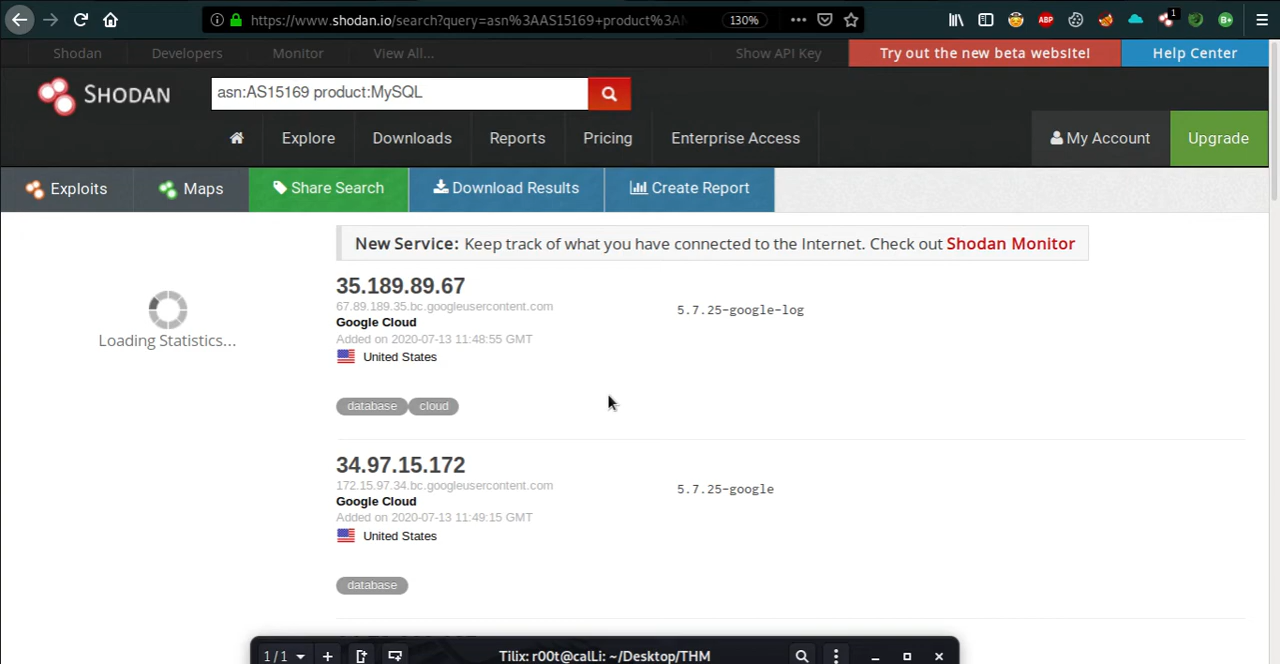 https://www.shodan.io/search?query=asn%3AAS15169+product%3A 130%
ABP 1 B+
Shodan Developers Monitor View All... Show API Key Try out the new beta website! Help Center
SHODAN asn:AS15169 product:MySQL
Explore Downloads Reports Pricing Enterprise Access My Account Upgrade
Exploits Maps Share Search Download Results Create Report
New Service: Keep track of what you have connected to the Internet. Check out Shodan Monitor
Loading Statistics...
35.189.89.67
67.89.189.35.bc.googleusercontent.com
Google Cloud
Added on 2020-07-13 11:48:55 GMT
United States
database cloud
5.7.25-google-log
34.97.15.172
172.15.97.34.bc.googleusercontent.com
Google Cloud
Added on 2020-07-13 11:49:15 GMT
United States
database
5.7.25-google
1/1 Tilix: r00t@calLi: ~/Desktop/THM